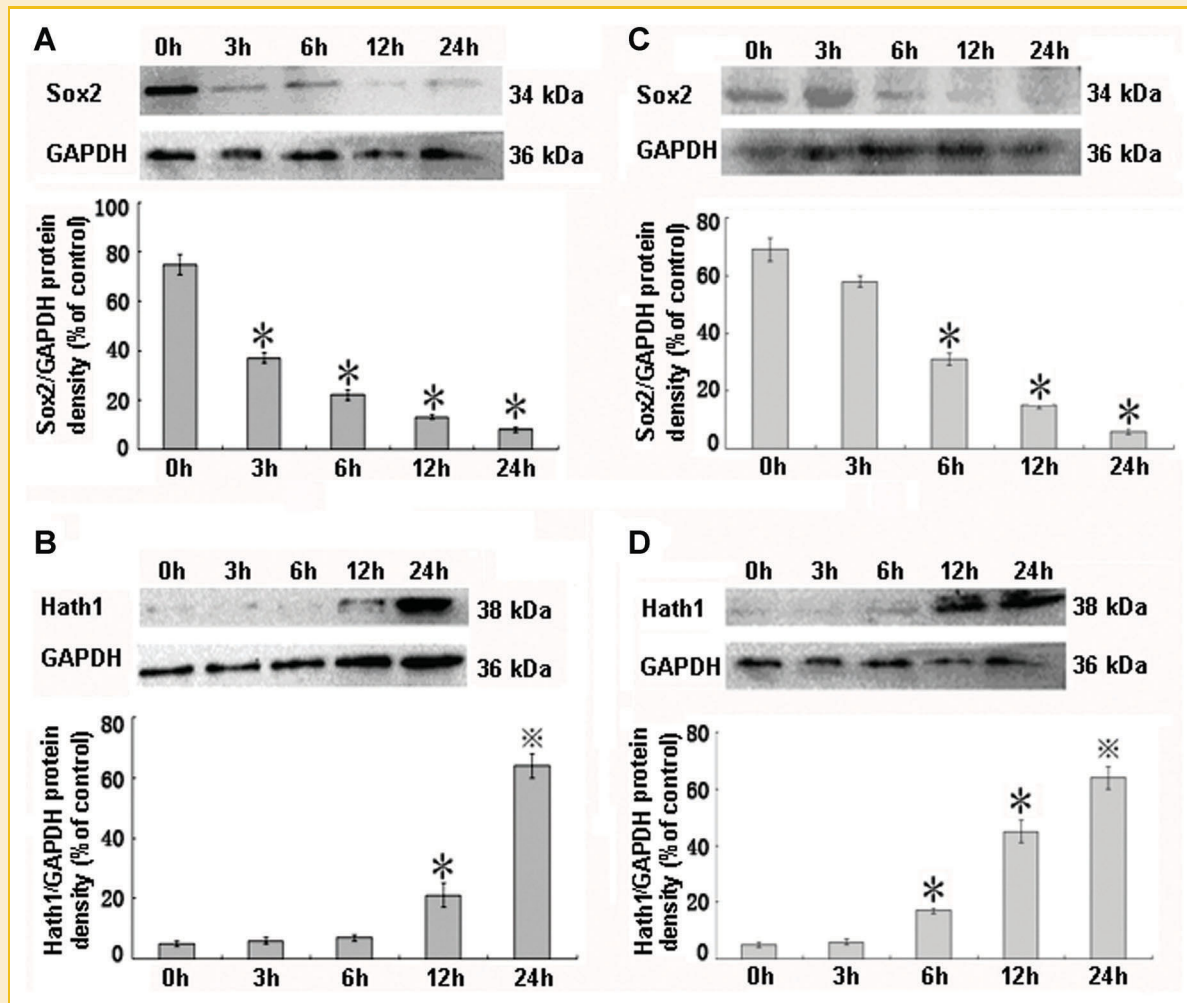 A
0h 3h 6h 12h 24h
Sox2
34 kDa
GAPDH
36 kDa
Sox2/GAPDH protein
density (% of control)
100
80
60
40
20
0
0h 3h 6h 12h 24h
* * * *
C
0h 3h 6h 12h 24h
Sox2
34 kDa
GAPDH
36 kDa
Sox2/GAPDH protein
density (% of control)
80
60
40
20
0
0h 3h 6h 12h 24h
* * *
B
0h 3h 6h 12h 24h
Hath1
38 kDa
GAPDH
36 kDa
Hath1/GAPDH protein
density (% of control)
80
60
40
20
0
0h 3h 6h 12h 24h
* ※
D
0h 3h 6h 12h 24h
Hath1
38 kDa
GAPDH
36 kDa
Hath1/GAPDH protein
density (% of control)
80
60
40
20
0
0h 3h 6h 12h 24h
* * ※